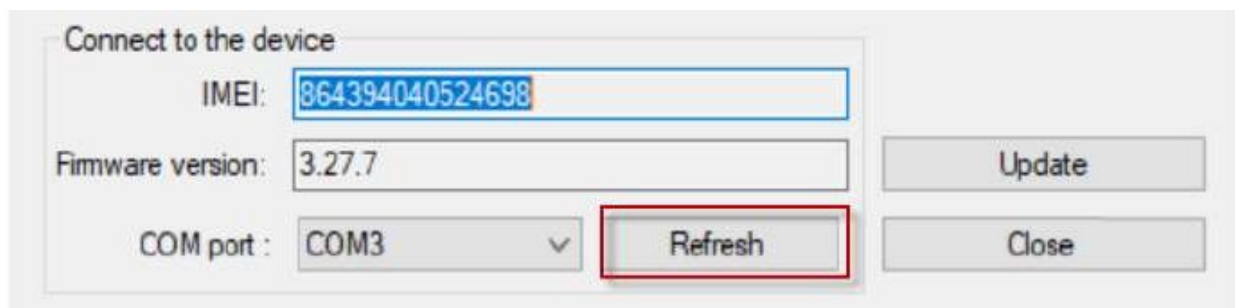 Connect to the device
IMEI: 864394040524698
Firmware version: 3.27.7 Update
COM port : COM3 Refresh Close